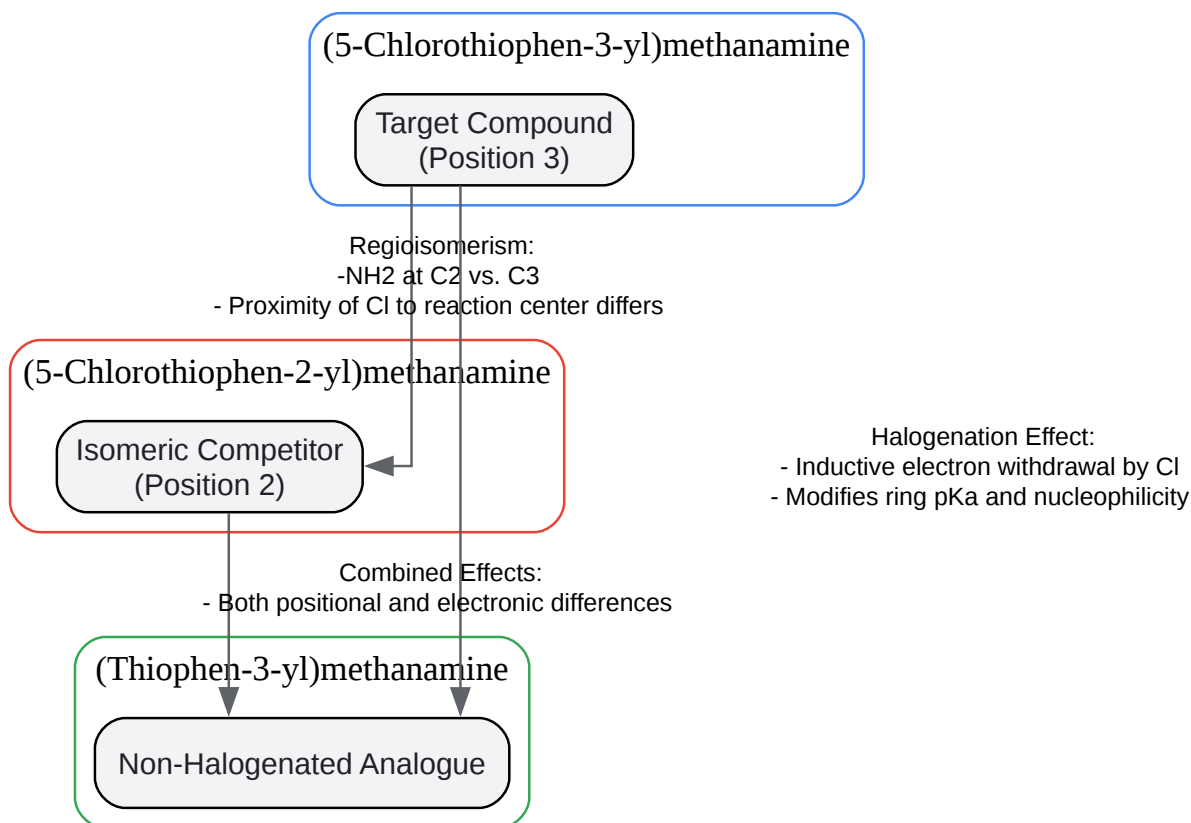 (5-Chlorothiophen-3-yl)methanamine
Target Compound
(Position 3)
Regioisomerism:
-NH2 at C2 vs. C3
- Proximity of Cl to reaction center differs
(5-Chlorothiophen-2-yl)methanamine
Isomeric Competitor
(Position 2)
Halogenation Effect:
- Inductive electron withdrawal by Cl
- Modifies ring pKa and nucleophilicity
Combined Effects:
- Both positional and electronic differences
(Thiophen-3-yl)methanamine
Non-Halogenated Analogue